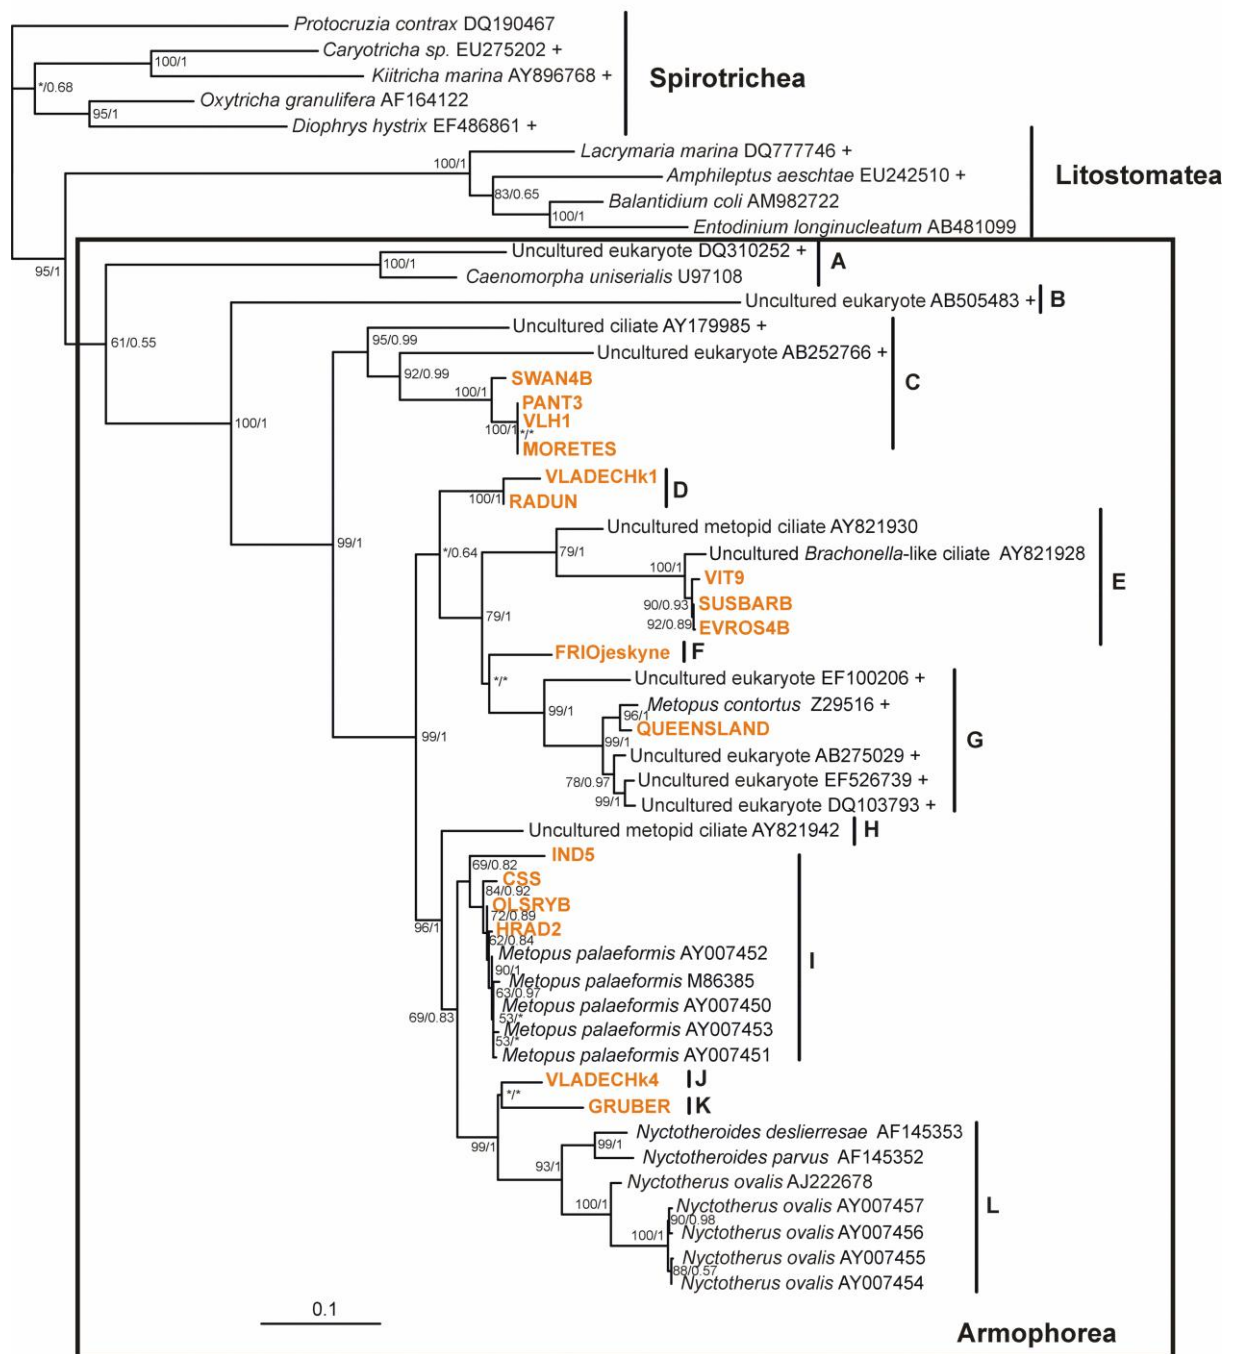 Protocruzia contrax DQ190467
Caryotricha sp. EU275202 +
100/1
Kiitricha marina AY896768 +
Spirotrichea
*/0.68
Oxytricha granulifera AF164122
95/1
Diophrys hystrix EF486861 +
Lacrymaria marina DQ777746 +
100/1
Amphileptus aeschtae EU242510 +
Litostomatea
83/0.65
Balantidium coli AM982722
100/1
Entodinium longinucleatum AB481099
Uncultured eukaryote DQ310252 +
95/1
100/1
A
Caenomorpha uniserialis U97108
Uncultured eukaryote AB505483 +
B
Uncultured ciliate AY179985 +
61/0.55
95/0.99
Uncultured eukaryote AB252766 +
92/0.99
C
SWAN4B
100/1
PANT3
VLH1
100/1
100/1
*/*
MORETES
VLADECHk1
100/1
RADUN
D
Uncultured metopid ciliate AY821930
99/1
*/0.64
79/1
Uncultured Brachonella-like ciliate AY821928
100/1
VIT9
E
90/0.93
SUSBARB
79/1
92/0.89
EVROS4B
FRIOjeskyne
F
*/*
Uncultured eukaryote EF100206 +
Metopus contortus Z29516 +
99/1
96/1
QUEENSLAND
99/1
99/1
G
Uncultured eukaryote AB275029 +
78/0.97
Uncultured eukaryote EF526739 +
99/1
Uncultured eukaryote DQ103793 +
Uncultured metopid ciliate AY821942
H
IND5
69/0.82
CSS
84/0.92
OLSRYB
72/0.89
96/1
HRAD2
62/0.84
Metopus palaeformis AY007452
I
90/1
Metopus palaeformis M86385
63/0.97
Metopus palaeformis AY007450
69/0.83
53/*
Metopus palaeformis AY007453
53/*
Metopus palaeformis AY007451
VLADECHk4
J
*/*
GRUBER
K
Nyctotheroides deslierresae AF145353
99/1
99/1
Nyctotheroides parvus AF145352
93/1
Nyctotherus ovalis AJ222678
100/1
Nyctotherus ovalis AY007457
L
90/0.98
100/1
Nyctotherus ovalis AY007456
Nyctotherus ovalis AY007455
88/0.57
Nyctotherus ovalis AY007454
0.1
Armophorea